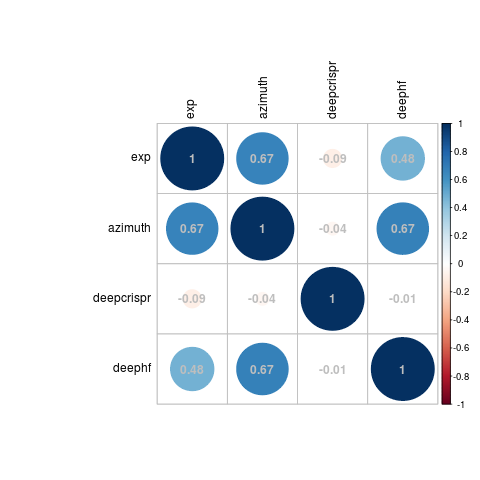 exp azimuth deepcrispr deephf
exp 1 0.67 -0.09 0.48
azimuth 0.67 1 -0.04 0.67
deepcrispr -0.09 -0.04 1 -0.01
deephf 0.48 0.67 -0.01 1
1
0.8
0.6
0.4
0.2
0
-0.2
-0.4
-0.6
-0.8
-1